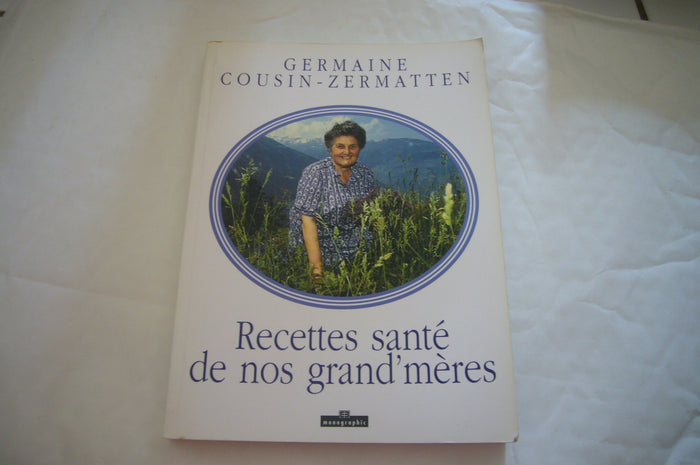 GERMAINE
COUSIN-ZERMATTEN
Recettes santé
de nos grand'mères
monographic